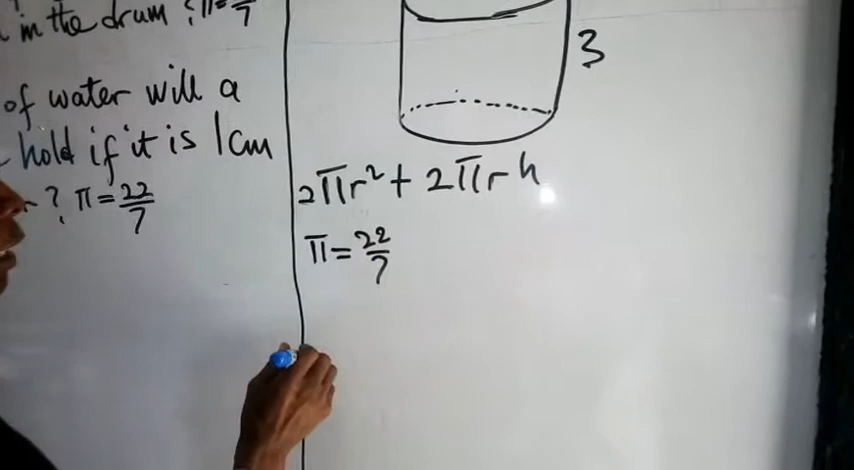 in the drum ? π = /7
of water will a
hold if it is 1cm
? π = 22/7
3
2πr² + 2πrh
π = 22/7